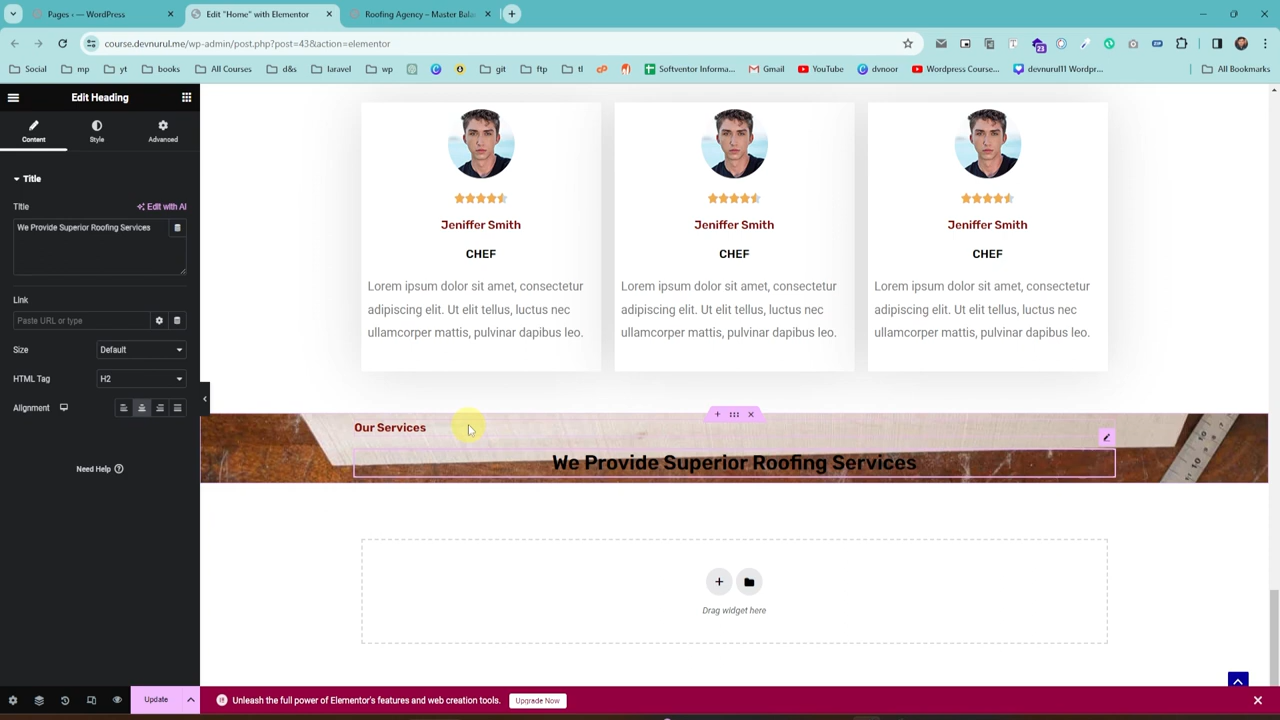 Pages ‹ — WordPress
Edit "Home" with Elementor
Roofing Agency – Master Bala
course.devnurul.me/wp-admin/post.php?post=43&action=elementor
23
Social
mp
yt
books
All Courses
d&s
laravel
wp
git
ftp
tl
Softventor Informa...
Gmail
YouTube
dvnoor
Wordpress Course...
devnurul11 Wordpr...
All Bookmarks
Edit Heading
Content
Style
Advanced
Title
Title
Edit with AI
We Provide Superior Roofing Services
Link
Paste URL or type
Size
Default
HTML Tag
H2
Alignment
Need Help
Update
Jeniffer Smith
CHEF
Lorem ipsum dolor sit amet, consectetur
adipiscing elit. Ut elit tellus, luctus nec
ullamcorper mattis, pulvinar dapibus leo.
Jeniffer Smith
CHEF
Lorem ipsum dolor sit amet, consectetur
adipiscing elit. Ut elit tellus, luctus nec
ullamcorper mattis, pulvinar dapibus leo.
Jeniffer Smith
CHEF
Lorem ipsum dolor sit amet, consectetur
adipiscing elit. Ut elit tellus, luctus nec
ullamcorper mattis, pulvinar dapibus leo.
Our Services
We Provide Superior Roofing Services
10
Drag widget here
Unleash the full power of Elementor's features and web creation tools.
Upgrade Now